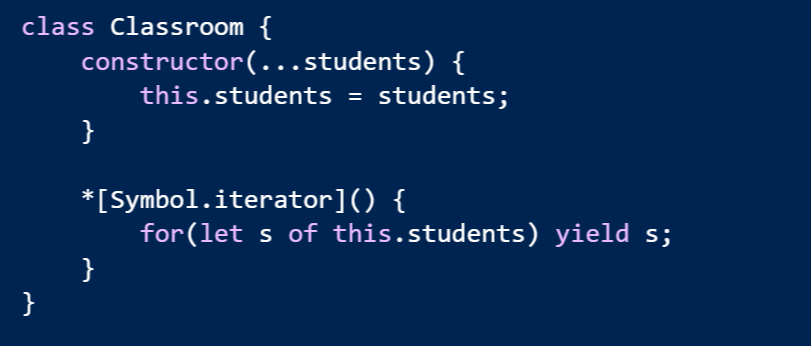 class Classroom {
    constructor(...students) {
        this.students = students;
    }

    *[Symbol.iterator]() {
        for(let s of this.students) yield s;
    }
}